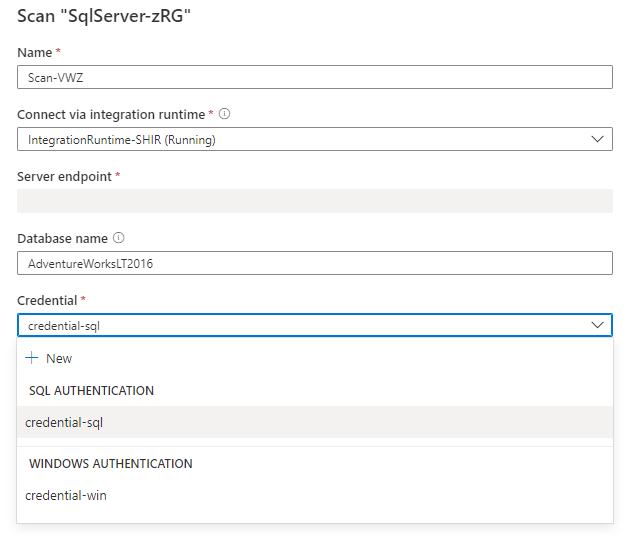 Scan "SqlServer-zRG"
Name *
Scan-VWZ
Connect via integration runtime *
IntegrationRuntime-SHIR (Running)
Server endpoint *
Database name
AdventureWorksLT2016
Credential *
credential-sql
New
SQL AUTHENTICATION
credential-sql
WINDOWS AUTHENTICATION
credential-win